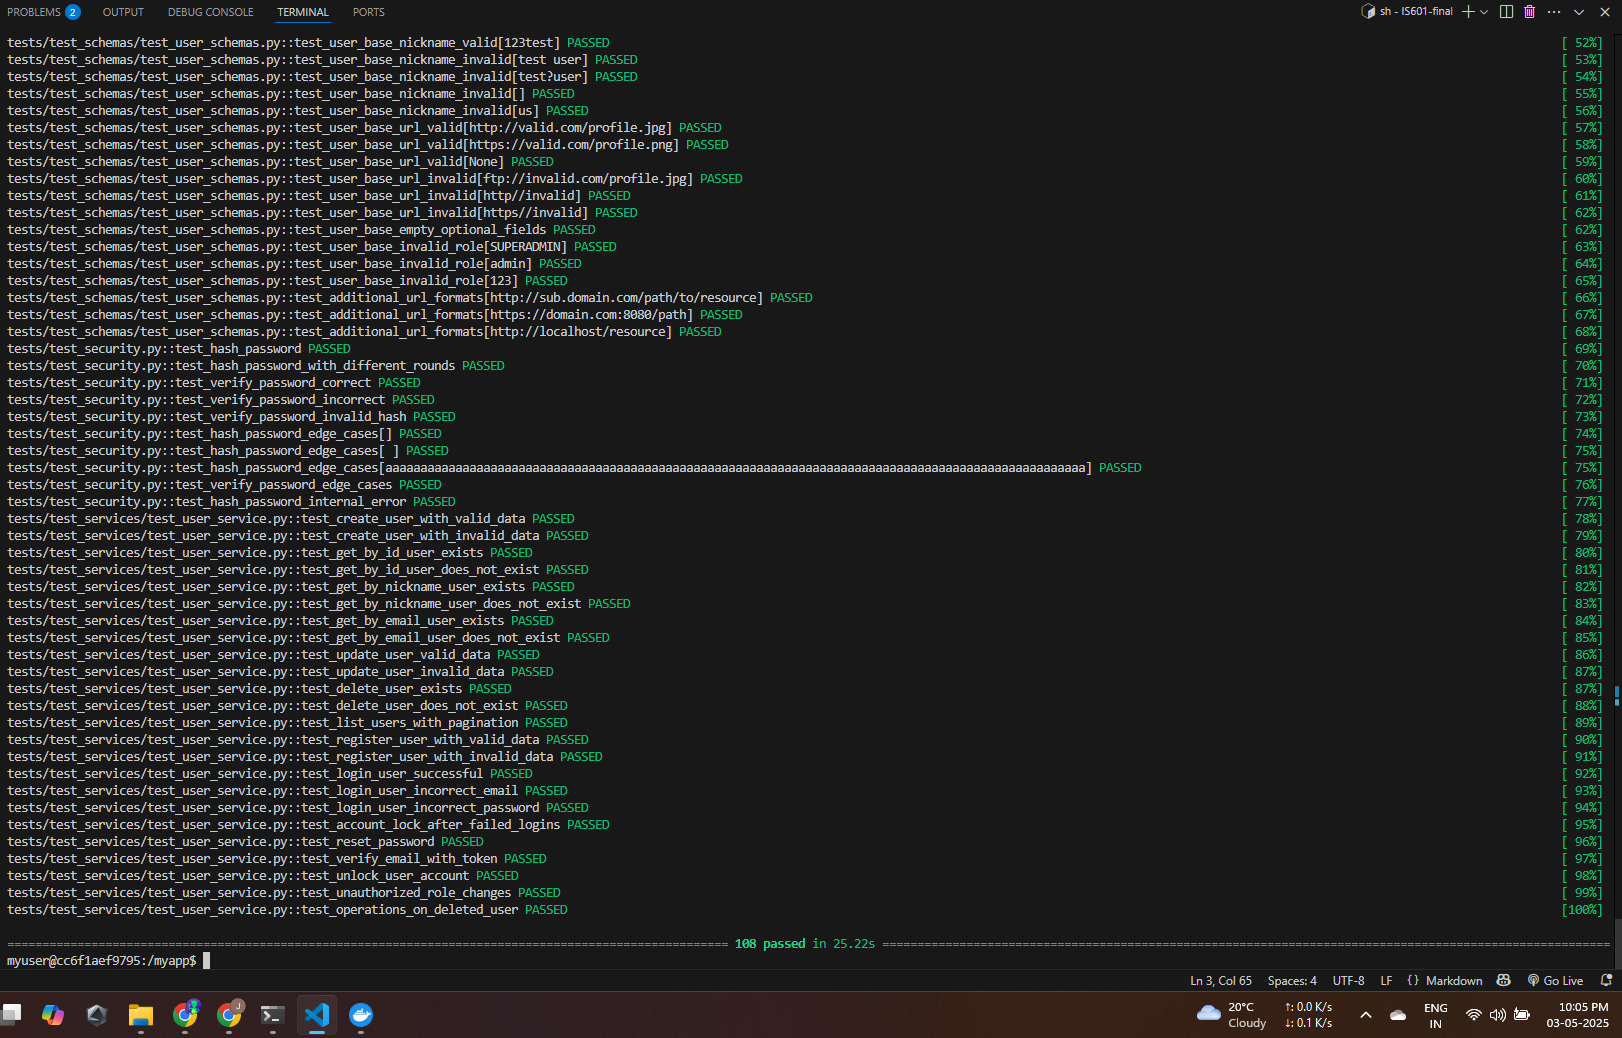 PROBLEMS 2 OUTPUT DEBUG CONSOLE TERMINAL PORTS sh - IS601-final
tests/test_schemas/test_user_schemas.py::test_user_base_nickname_valid[123test] PASSED [ 52%]
tests/test_schemas/test_user_schemas.py::test_user_base_nickname_invalid[test user] PASSED [ 53%]
tests/test_schemas/test_user_schemas.py::test_user_base_nickname_invalid[test?user] PASSED [ 54%]
tests/test_schemas/test_user_schemas.py::test_user_base_nickname_invalid[] PASSED [ 55%]
tests/test_schemas/test_user_schemas.py::test_user_base_nickname_invalid[us] PASSED [ 56%]
tests/test_schemas/test_user_schemas.py::test_user_base_url_valid[http://valid.com/profile.jpg] PASSED [ 57%]
tests/test_schemas/test_user_schemas.py::test_user_base_url_valid[https://valid.com/profile.png] PASSED [ 58%]
tests/test_schemas/test_user_schemas.py::test_user_base_url_valid[None] PASSED [ 59%]
tests/test_schemas/test_user_schemas.py::test_user_base_url_invalid[ftp://invalid.com/profile.jpg] PASSED [ 60%]
tests/test_schemas/test_user_schemas.py::test_user_base_url_invalid[http//invalid] PASSED [ 61%]
tests/test_schemas/test_user_schemas.py::test_user_base_url_invalid[https//invalid] PASSED [ 62%]
tests/test_schemas/test_user_schemas.py::test_user_base_empty_optional_fields PASSED [ 62%]
tests/test_schemas/test_user_schemas.py::test_user_base_invalid_role[SUPERADMIN] PASSED [ 63%]
tests/test_schemas/test_user_schemas.py::test_user_base_invalid_role[admin] PASSED [ 64%]
tests/test_schemas/test_user_schemas.py::test_user_base_invalid_role[123] PASSED [ 65%]
tests/test_schemas/test_user_schemas.py::test_additional_url_formats[http://sub.domain.com/path/to/resource] PASSED [ 66%]
tests/test_schemas/test_user_schemas.py::test_additional_url_formats[https://domain.com:8080/path] PASSED [ 67%]
tests/test_schemas/test_user_schemas.py::test_additional_url_formats[http://localhost/resource] PASSED [ 68%]
tests/test_security.py::test_hash_password PASSED [ 69%]
tests/test_security.py::test_hash_password_with_different_rounds PASSED [ 70%]
tests/test_security.py::test_verify_password_correct PASSED [ 71%]
tests/test_security.py::test_verify_password_incorrect PASSED [ 72%]
tests/test_security.py::test_verify_password_invalid_hash PASSED [ 73%]
tests/test_security.py::test_hash_password_edge_cases[] PASSED [ 74%]
tests/test_security.py::test_hash_password_edge_cases[ ] PASSED [ 75%]
tests/test_security.py::test_hash_password_edge_cases[aaaaaaaaaaaaaaaaaaaaaaaaaaaaaaaaaaaaaaaaaaaaaaaaaaaaaaaaaaaaaaaaaaaaaaaaaaaaaaaaaaaaaaaaaaaaaaaaaaaa] PASSED [ 75%]
tests/test_security.py::test_verify_password_edge_cases PASSED [ 76%]
tests/test_security.py::test_hash_password_internal_error PASSED [ 77%]
tests/test_services/test_user_service.py::test_create_user_with_valid_data PASSED [ 78%]
tests/test_services/test_user_service.py::test_create_user_with_invalid_data PASSED [ 79%]
tests/test_services/test_user_service.py::test_get_by_id_user_exists PASSED [ 80%]
tests/test_services/test_user_service.py::test_get_by_id_user_does_not_exist PASSED [ 81%]
tests/test_services/test_user_service.py::test_get_by_nickname_user_exists PASSED [ 82%]
tests/test_services/test_user_service.py::test_get_by_nickname_user_does_not_exist PASSED [ 83%]
tests/test_services/test_user_service.py::test_get_by_email_user_exists PASSED [ 84%]
tests/test_services/test_user_service.py::test_get_by_email_user_does_not_exist PASSED [ 85%]
tests/test_services/test_user_service.py::test_update_user_valid_data PASSED [ 86%]
tests/test_services/test_user_service.py::test_update_user_invalid_data PASSED [ 87%]
tests/test_services/test_user_service.py::test_delete_user_exists PASSED [ 87%]
tests/test_services/test_user_service.py::test_delete_user_does_not_exist PASSED [ 88%]
tests/test_services/test_user_service.py::test_list_users_with_pagination PASSED [ 89%]
tests/test_services/test_user_service.py::test_register_user_with_valid_data PASSED [ 90%]
tests/test_services/test_user_service.py::test_register_user_with_invalid_data PASSED [ 91%]
tests/test_services/test_user_service.py::test_login_user_successful PASSED [ 92%]
tests/test_services/test_user_service.py::test_login_user_incorrect_email PASSED [ 93%]
tests/test_services/test_user_service.py::test_login_user_incorrect_password PASSED [ 94%]
tests/test_services/test_user_service.py::test_account_lock_after_failed_logins PASSED [ 95%]
tests/test_services/test_user_service.py::test_reset_password PASSED [ 96%]
tests/test_services/test_user_service.py::test_verify_email_with_token PASSED [ 97%]
tests/test_services/test_user_service.py::test_unlock_user_account PASSED [ 98%]
tests/test_services/test_user_service.py::test_unauthorized_role_changes PASSED [ 99%]
tests/test_services/test_user_service.py::test_operations_on_deleted_user PASSED [100%]
108 passed in 25.22s
myuser@cc6f1aef9795:/myapp$
Ln 3, Col 65 Spaces: 4 UTF-8 LF {} Markdown Go Live
20°C Cloudy ↑: 0.0 K/s ↓: 0.1 K/s ENG IN 10:05 PM 03-05-2025